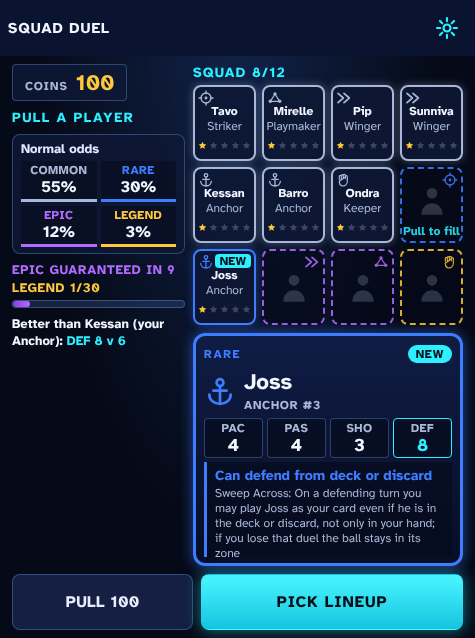 SQUAD DUEL
COINS 100
PULL A PLAYER
Normal odds
COMMON
55%
RARE
30%
EPIC
12%
LEGEND
3%
EPIC GUARANTEED IN 9
LEGEND 1/30
Better than Kessan (your
Anchor): DEF 8 v 6
SQUAD 8/12
Tavo
Striker
Mirelle
Playmaker
Pip
Winger
Sunniva
Winger
Kessan
Anchor
Barro
Anchor
Ondra
Keeper
Pull to fill
NEW
Joss
Anchor
RARE
NEW
Joss
ANCHOR #3
PAC
4
PAS
4
SHO
3
DEF
8
Can defend from deck or discard
Sweep Across: On a defending turn you
may play Joss as your card even if he is in
the deck or discard, not only in your hand;
if you lose that duel the ball stays in its
zone
PULL 100
PICK LINEUP